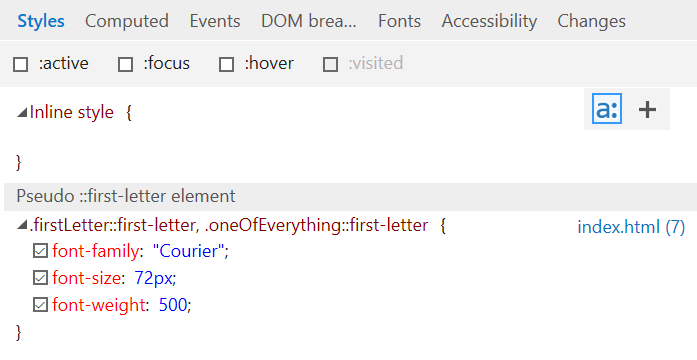 Styles Computed Events DOM brea... Fonts Accessibility Changes
:active :focus :hover :visited
Inline style {
a: +
}
Pseudo ::first-letter element
.firstLetter::first-letter, .oneOfEverything::first-letter { index.html (7)
font-family: "Courier";
font-size: 72px;
font-weight: 500;
}